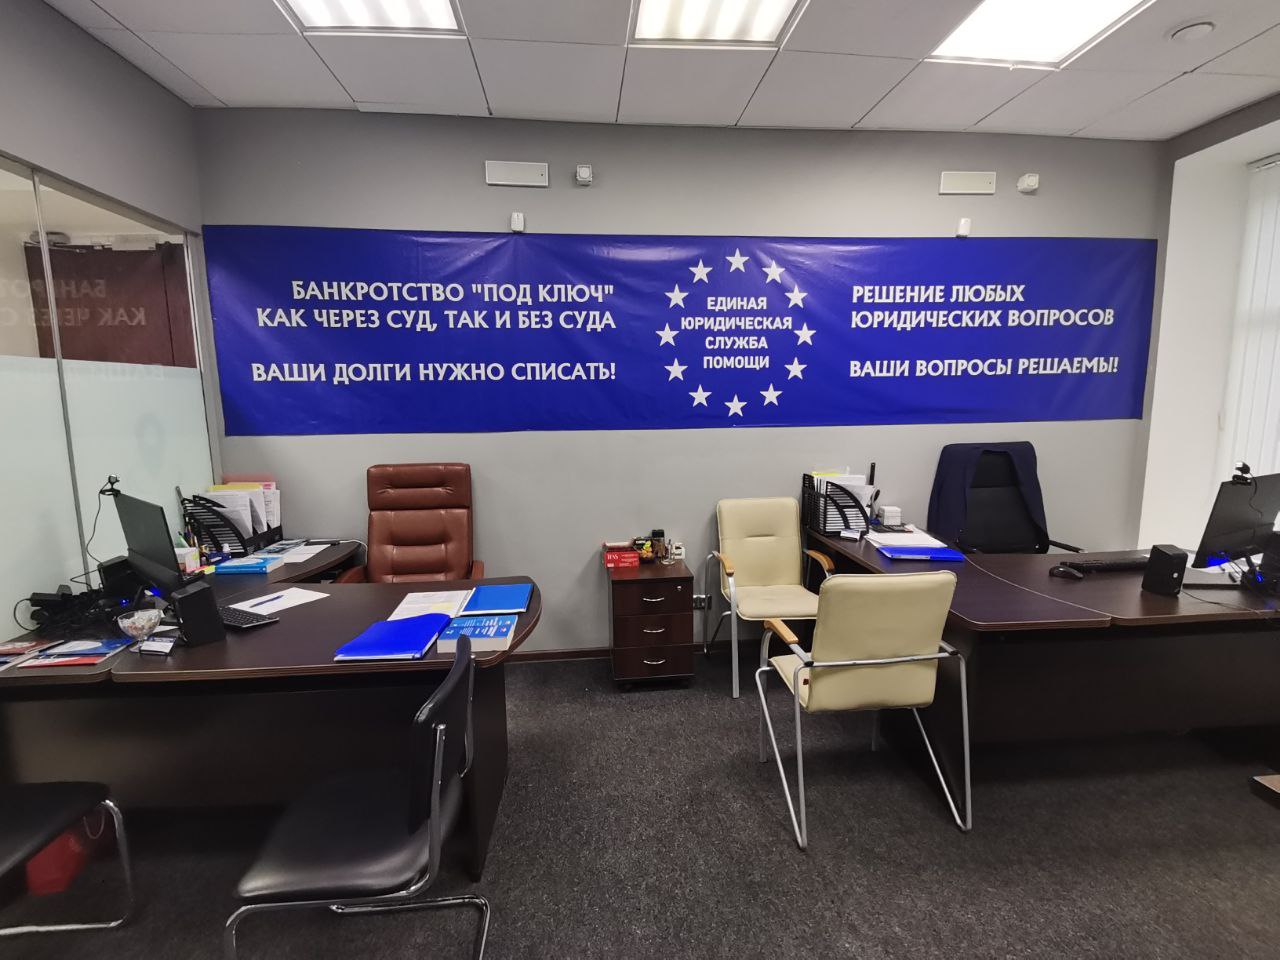 БАНКРОТСТВО "ПОД КЛЮЧ"
КАК ЧЕРЕЗ СУД, ТАК И БЕЗ СУДА
ВАШИ ДОЛГИ НУЖНО СПИСАТЬ!
ЕДИНАЯ
ЮРИДИЧЕСКАЯ
СЛУЖБА
ПОМОЩИ
РЕШЕНИЕ ЛЮБЫХ
ЮРИДИЧЕСКИХ ВОПРОСОВ
ВАШИ ВОПРОСЫ РЕШАЕМЫ!